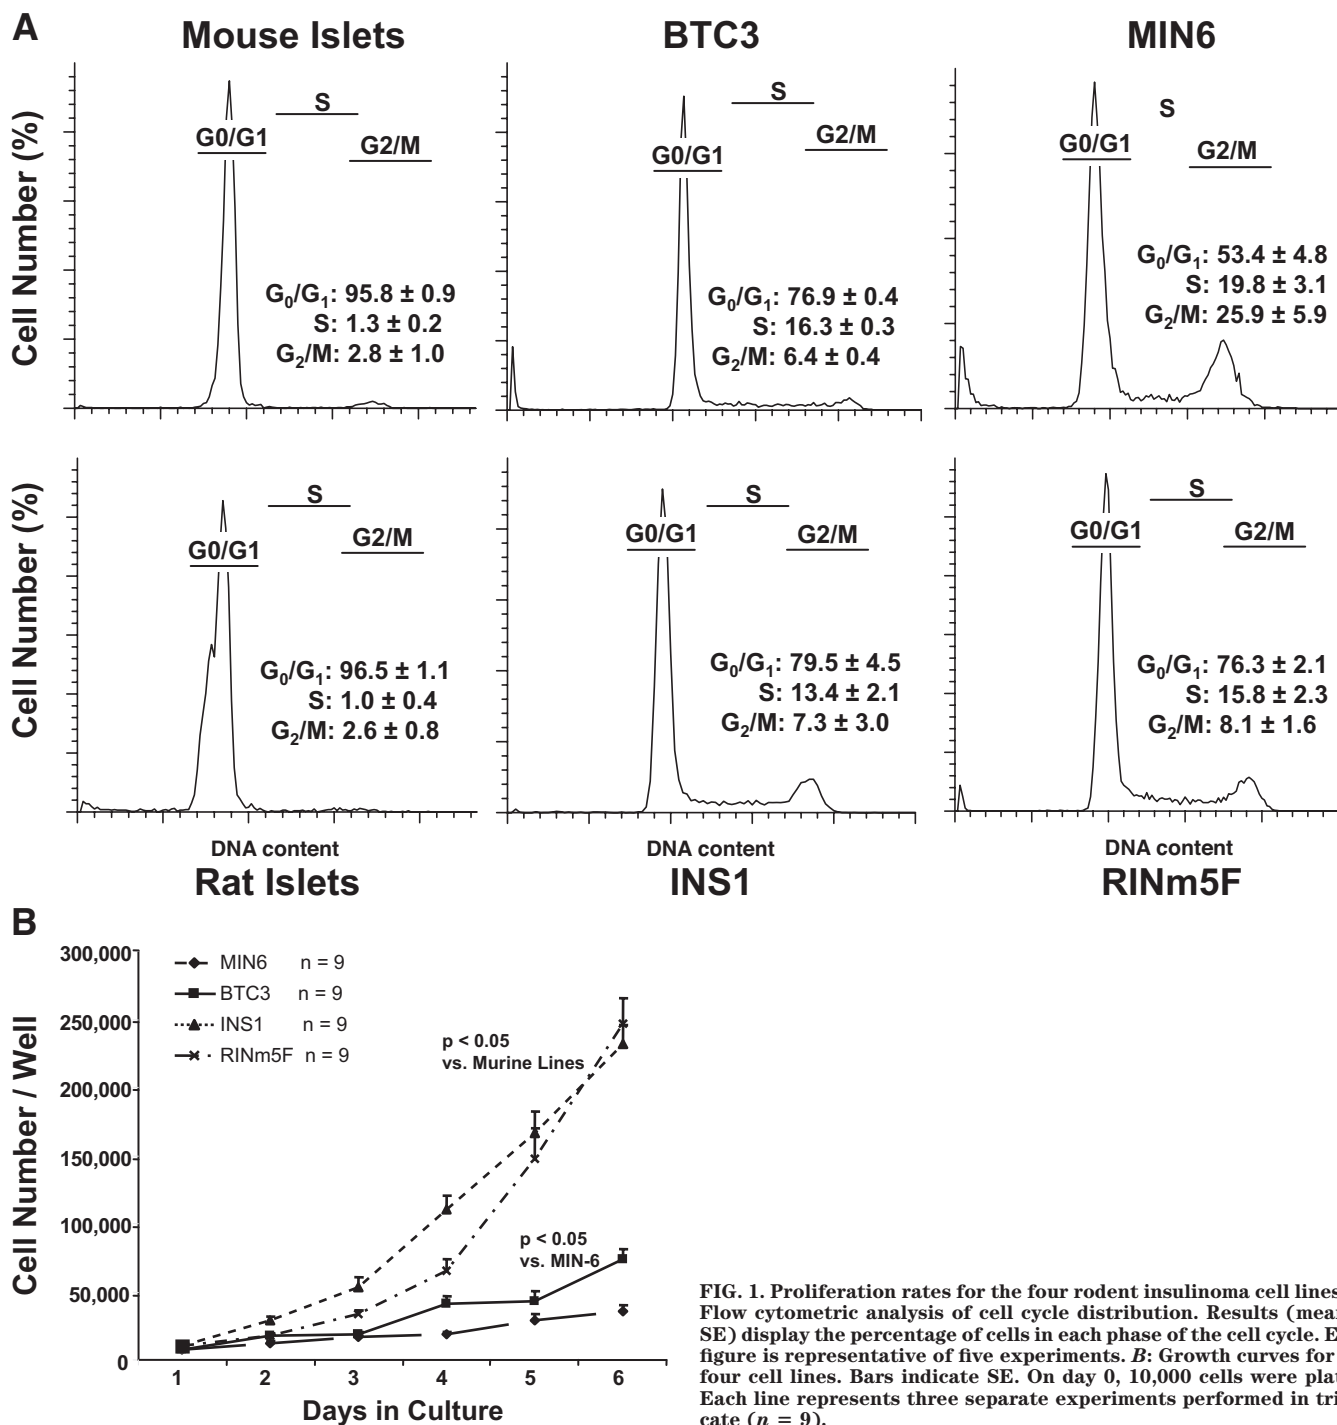 A
Mouse Islets
BTC3
MIN6
Cell Number (%)
S
G0/G1
G2/M
G0/G1: 95.8 ± 0.9
S: 1.3 ± 0.2
G2/M: 2.8 ± 1.0
S
G0/G1
G2/M
G0/G1: 76.9 ± 0.4
S: 16.3 ± 0.3
G2/M: 6.4 ± 0.4
S
G0/G1
G2/M
G0/G1: 53.4 ± 4.8
S: 19.8 ± 3.1
G2/M: 25.9 ± 5.9
Cell Number (%)
S
G0/G1
G2/M
G0/G1: 96.5 ± 1.1
S: 1.0 ± 0.4
G2/M: 2.6 ± 0.8
S
G0/G1
G2/M
G0/G1: 79.5 ± 4.5
S: 13.4 ± 2.1
G2/M: 7.3 ± 3.0
S
G0/G1
G2/M
G0/G1: 76.3 ± 2.1
S: 15.8 ± 2.3
G2/M: 8.1 ± 1.6
DNA content
DNA content
DNA content
Rat Islets
INS1
RINm5F
B
Cell Number / Well
300,000
250,000
200,000
150,000
100,000
50,000
0
MIN6 n = 9
BTC3 n = 9
INS1 n = 9
RINm5F n = 9
p < 0.05
vs. Murine Lines
p < 0.05
vs. MIN-6
1 2 3 4 5 6
Days in Culture
FIG. 1. Proliferation rates for the four rodent insulinoma cell lines
Flow cytometric analysis of cell cycle distribution. Results (mean
SE) display the percentage of cells in each phase of the cell cycle. E
figure is representative of five experiments. B: Growth curves for
four cell lines. Bars indicate SE. On day 0, 10,000 cells were plat
Each line represents three separate experiments performed in tri
cate (n = 9).